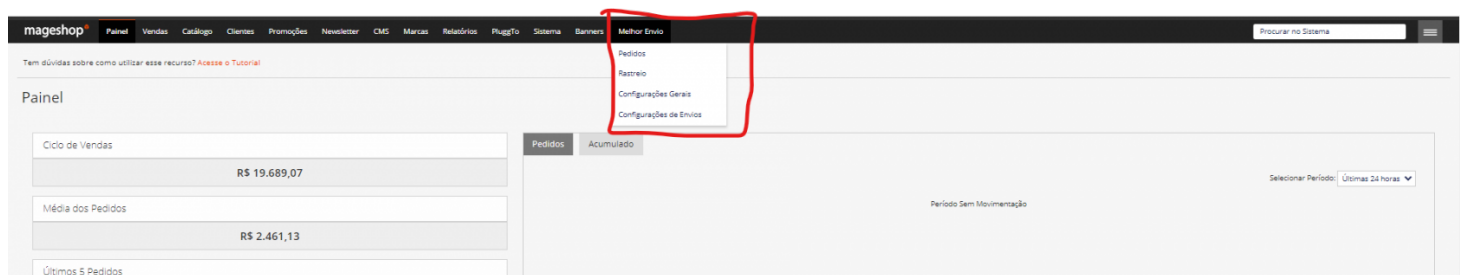 mageshop Painel Vendas Catálogo Clientes Promoções Newsletter CMS Marcas Relatórios PluggTo Sistema Banners Melhor Envio Procurar no Sistema
Pedidos
Rastreio
Configurações Gerais
Configurações de Envios
Tem dúvidas sobre como utilizar esse recurso? Acesse o Tutorial
Painel
Ciclo de Vendas
R$ 19.689,07
Média dos Pedidos
R$ 2.461,13
Últimos 5 Pedidos
Pedidos Acumulado
Selecionar Período: Últimas 24 horas
Período Sem Movimentação